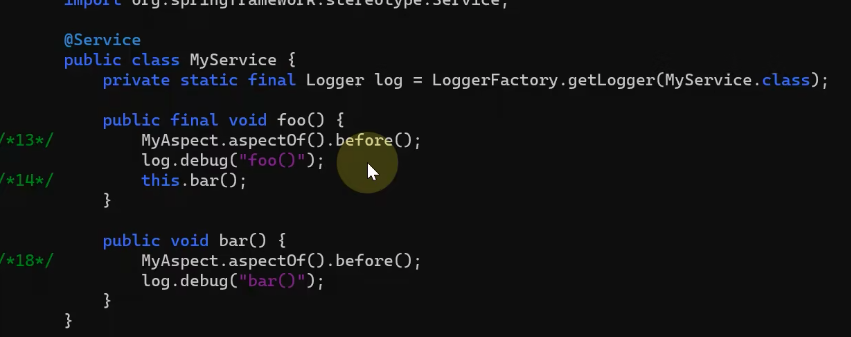 import org.springframework.stereotype.Service;
@Service
public class MyService {
private static final Logger log = LoggerFactory.getLogger(MyService.class);
public final void foo() {
/*13*/ MyAspect.aspectOf().before();
log.debug("foo()");
/*14*/ this.bar();
}
public void bar() {
/*18*/ MyAspect.aspectOf().before();
log.debug("bar()");
}
}